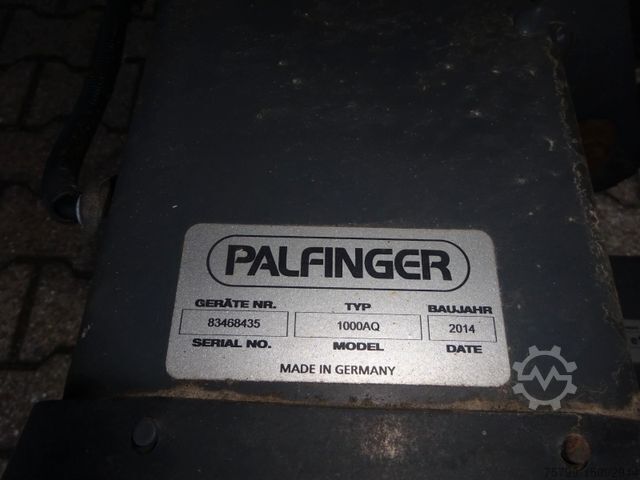 PALFINGER
GERÄTE NR. TYP BAUJAHR
83468435 1000AQ 2014
SERIAL NO. MODEL DATE
MADE IN GERMANY